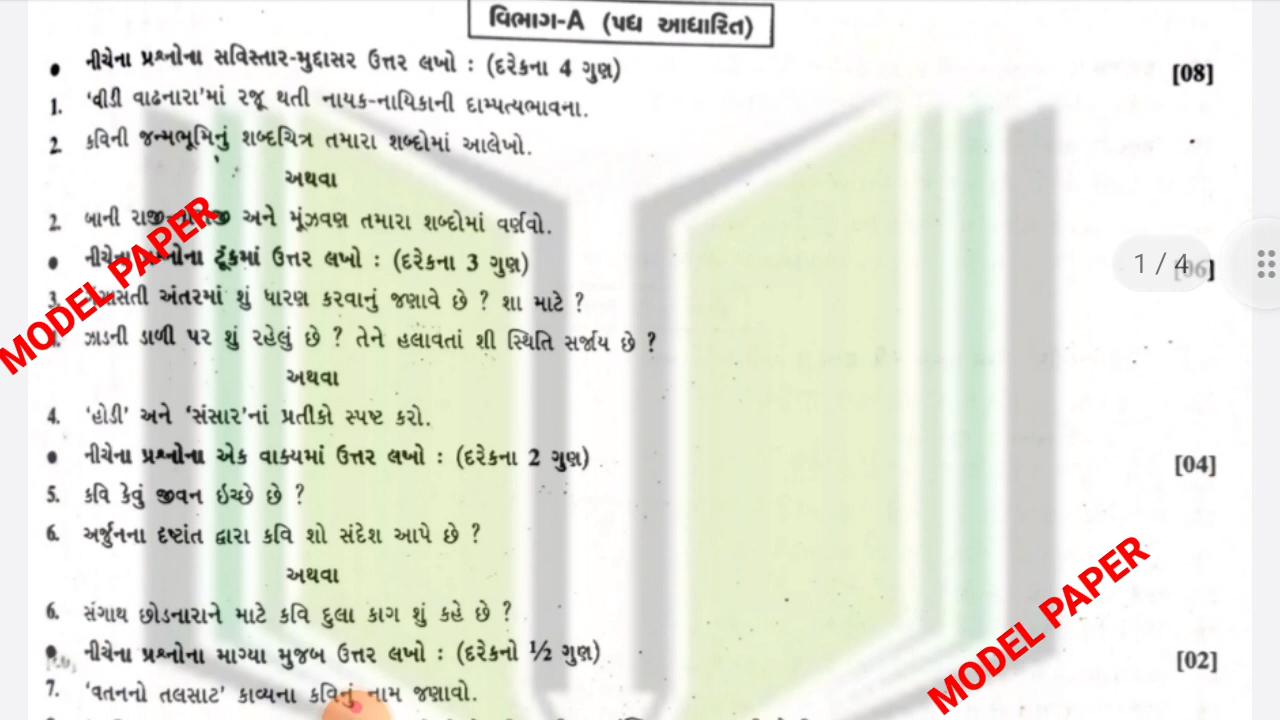 વિભાગ-A (પદ્ય આધારિત)
• નીચેના પ્રશ્નોના સવિસ્તાર-મુદ્દાસર ઉત્તર લખો : (દરેકના 4 ગુણ) [08]
1. ‘વીડી વાઢનારા’માં રજૂ થતી નાયક-નાયિકાની દામ્પત્યભાવના.
2. કવિની જન્મભૂમિનું શબ્દચિત્ર તમારા શબ્દોમાં આલેખો.
અથવા
2. બાની અને મૂંઝવણ તમારા શબ્દોમાં વર્ણવો.
• નીચેના પ્રશ્નોના ટૂંકમાં ઉત્તર લખો : (દરેકના 3 ગુણ)
1 / 4
3. અંતરમાં શું ધારણ કરવાનું જણાવે છે ? શા માટે ?
ઝાડની ડાળી પર શું રહેલું છે ? તેને હલાવતાં શી સ્થિતિ સર્જાય છે ?
અથવા
4. ‘હોડી’ અને ‘સંસાર’નાં પ્રતીકો સ્પષ્ટ કરો.
• નીચેના પ્રશ્નોના એક વાક્યમાં ઉત્તર લખો : (દરેકના 2 ગુણ) [04]
5. કવિ કેવું જીવન ઇચ્છે છે ?
6. અર્જુનના દૃષ્ટાંત દ્વારા કવિ શો સંદેશ આપે છે ?
અથવા
6. સંગાથ છોડનારાને માટે કવિ દુલા કાગ શું કહે છે ?
• નીચેના પ્રશ્નોના માગ્યા મુજબ ઉત્તર લખો : (દરેકનો ½ ગુણ) [02]
7. ‘વતનનો તલસાટ’ કાવ્યના કવિનું નામ જણાવો.
MODEL PAPER
MODEL PAPER